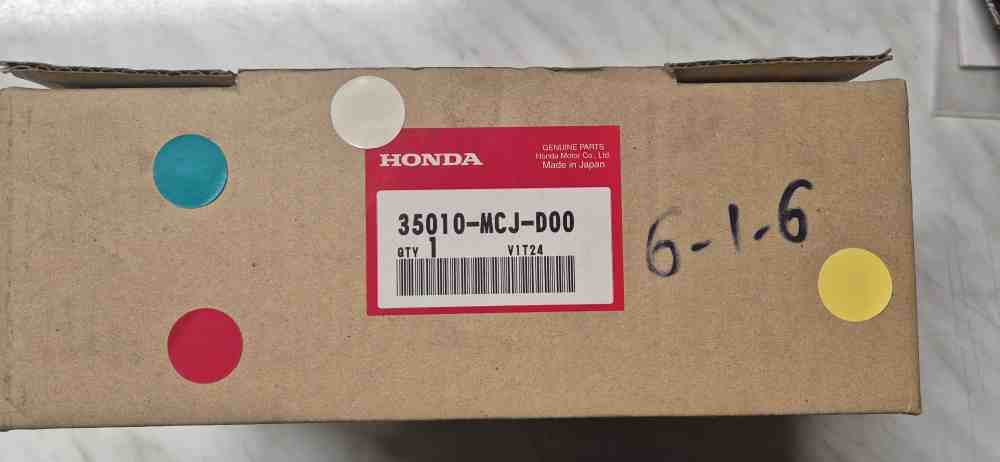 HONDA
GENUINE PARTS
Honda Motor Co., Ltd.
Made in Japan
35010-MCJ-D00
QTY 1 V1T24
6-1-6